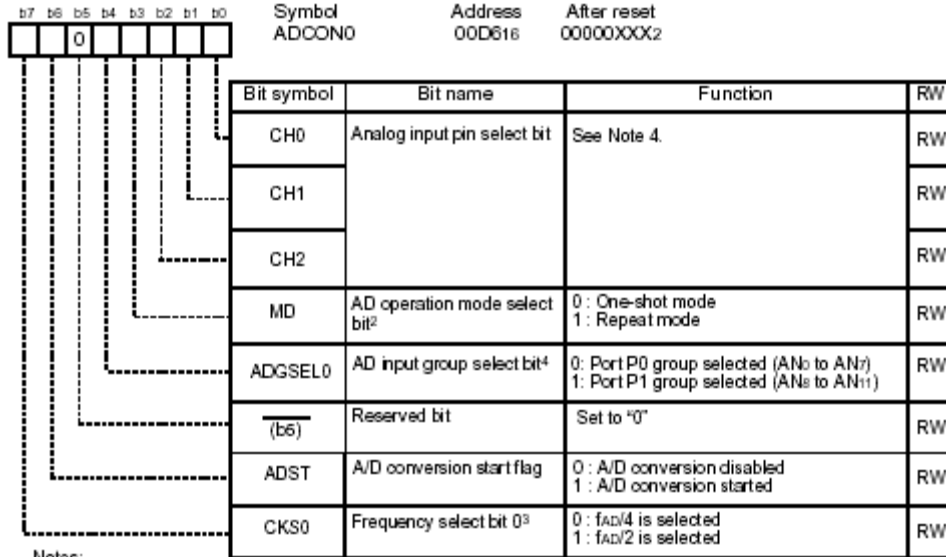 b7 b6 b5 b4 b3 b2 b1 b0
0
Symbol Address After reset
ADCON0 00D616 00000XXX2
Bit symbol Bit name Function RW
CH0 Analog input pin select bit See Note 4. RW
CH1 RW
CH2 RW
MD AD operation mode select bit2 0 : One-shot mode RW
1 : Repeat mode
ADGSEL0 AD input group select bit4 0: Port P0 group selected (AN0 to AN7) RW
1: Port P1 group selected (AN8 to AN11)
(b5) Reserved bit Set to "0" RW
ADST A/D conversion start flag 0 : A/D conversion disabled RW
1 : A/D conversion started
CKS0 Frequency select bit 03 0 : fAD/4 is selected RW
1 : fAD/2 is selected
Notes: